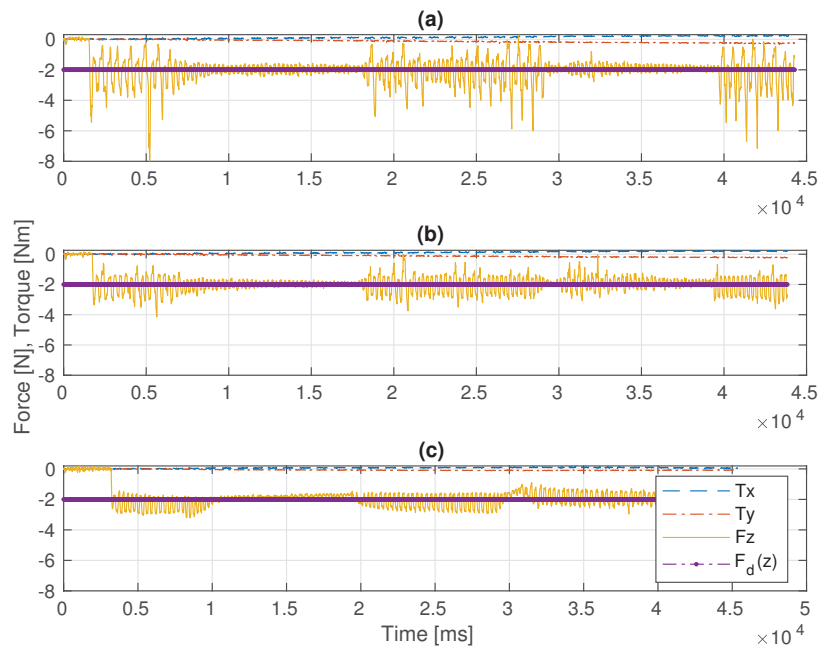 (a)
0
-2
-4
-6
-8
0 0.5 1 1.5 2 2.5 3 3.5 4 4.5
×10^4
(b)
0
-2
-4
-6
-8
0 0.5 1 1.5 2 2.5 3 3.5 4 4.5
×10^4
Force [N], Torque [Nm]
(c)
0
-2
-4
-6
-8
Tx
Ty
Fz
F_d(z)
0 0.5 1 1.5 2 2.5 3 3.5 4 4.5 5
Time [ms]
×10^4